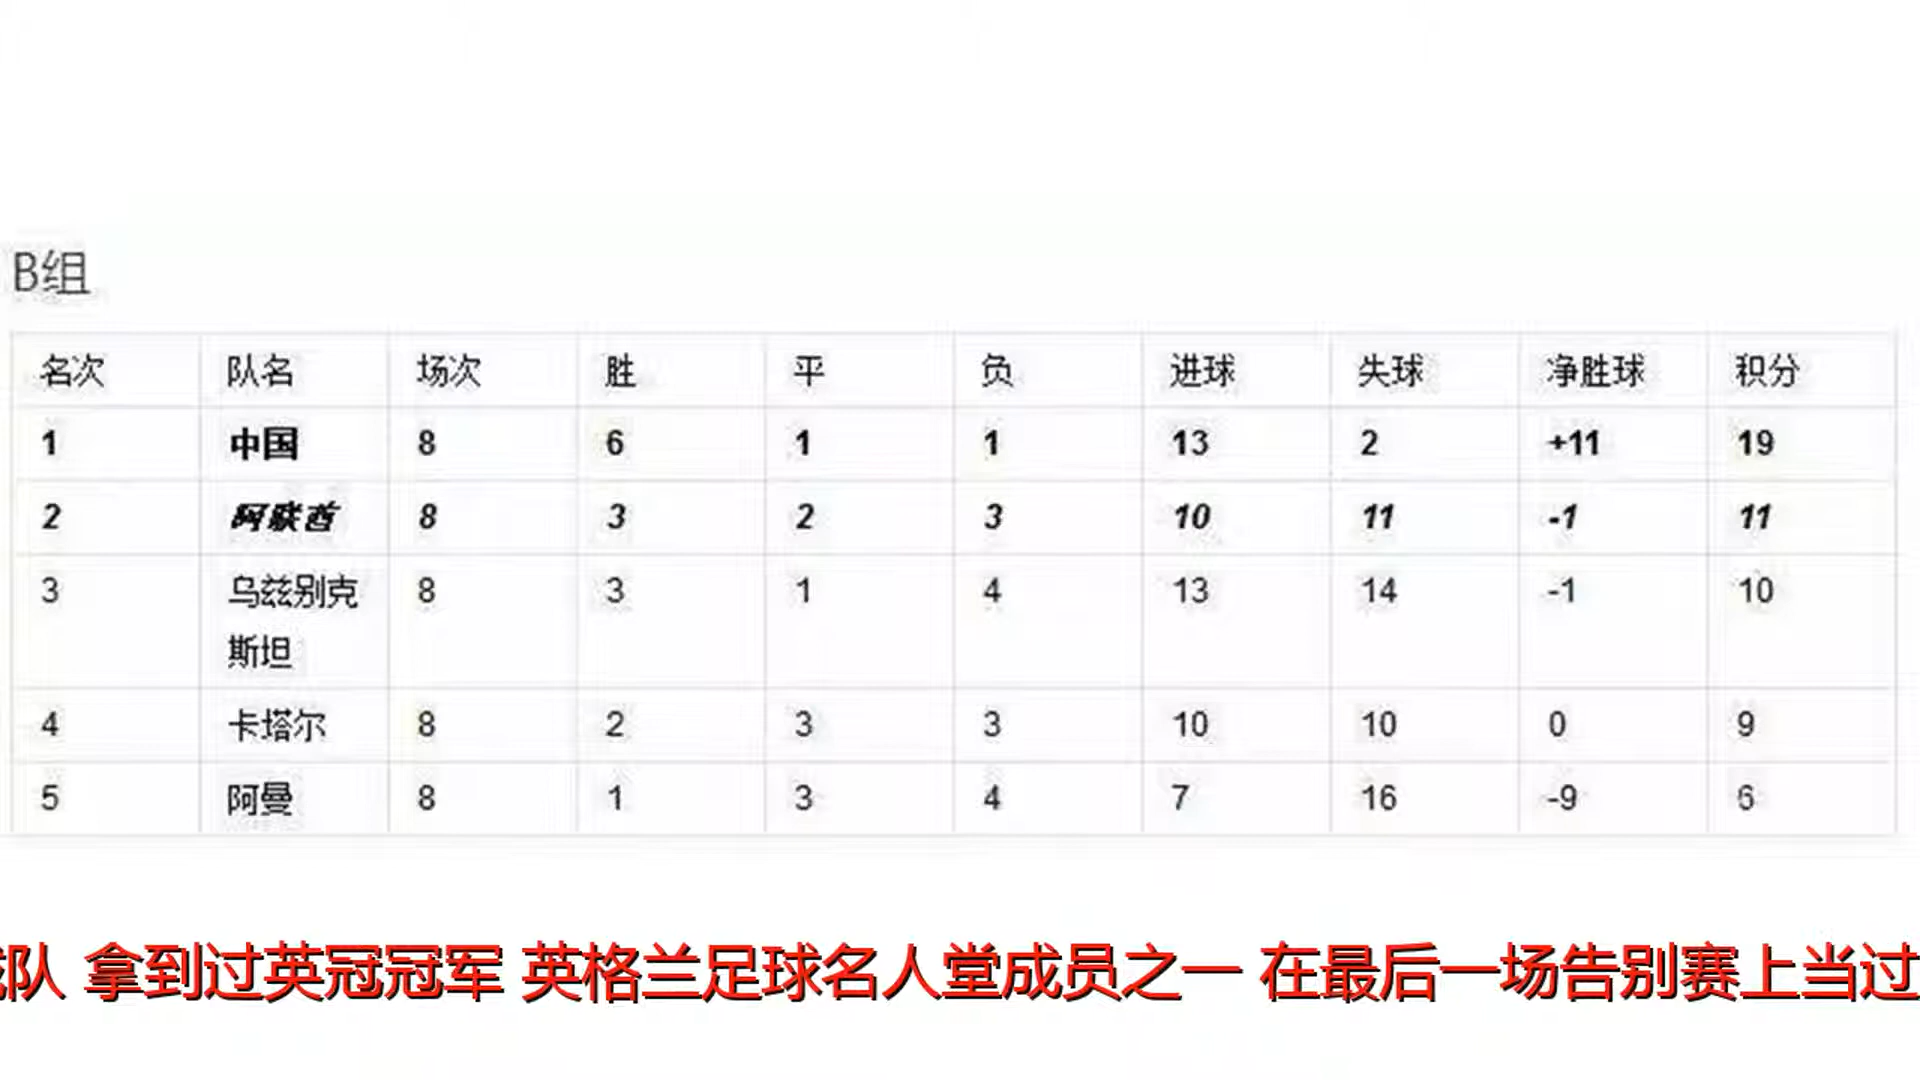 B组
名次 队名 场次 胜 平 负 进球 失球 净胜球 积分
1 中国 8 6 1 1 13 2 +11 19
2 阿联酋 8 3 2 3 10 11 -1 11
3 乌兹别克 8 3 1 4 13 14 -1 10
斯坦
4 卡塔尔 8 2 3 3 10 10 0 9
5 阿曼 8 1 3 4 7 16 -9 6
队 拿到过英冠冠军 英格兰足球名人堂成员之一 在最后一场告别赛上当过